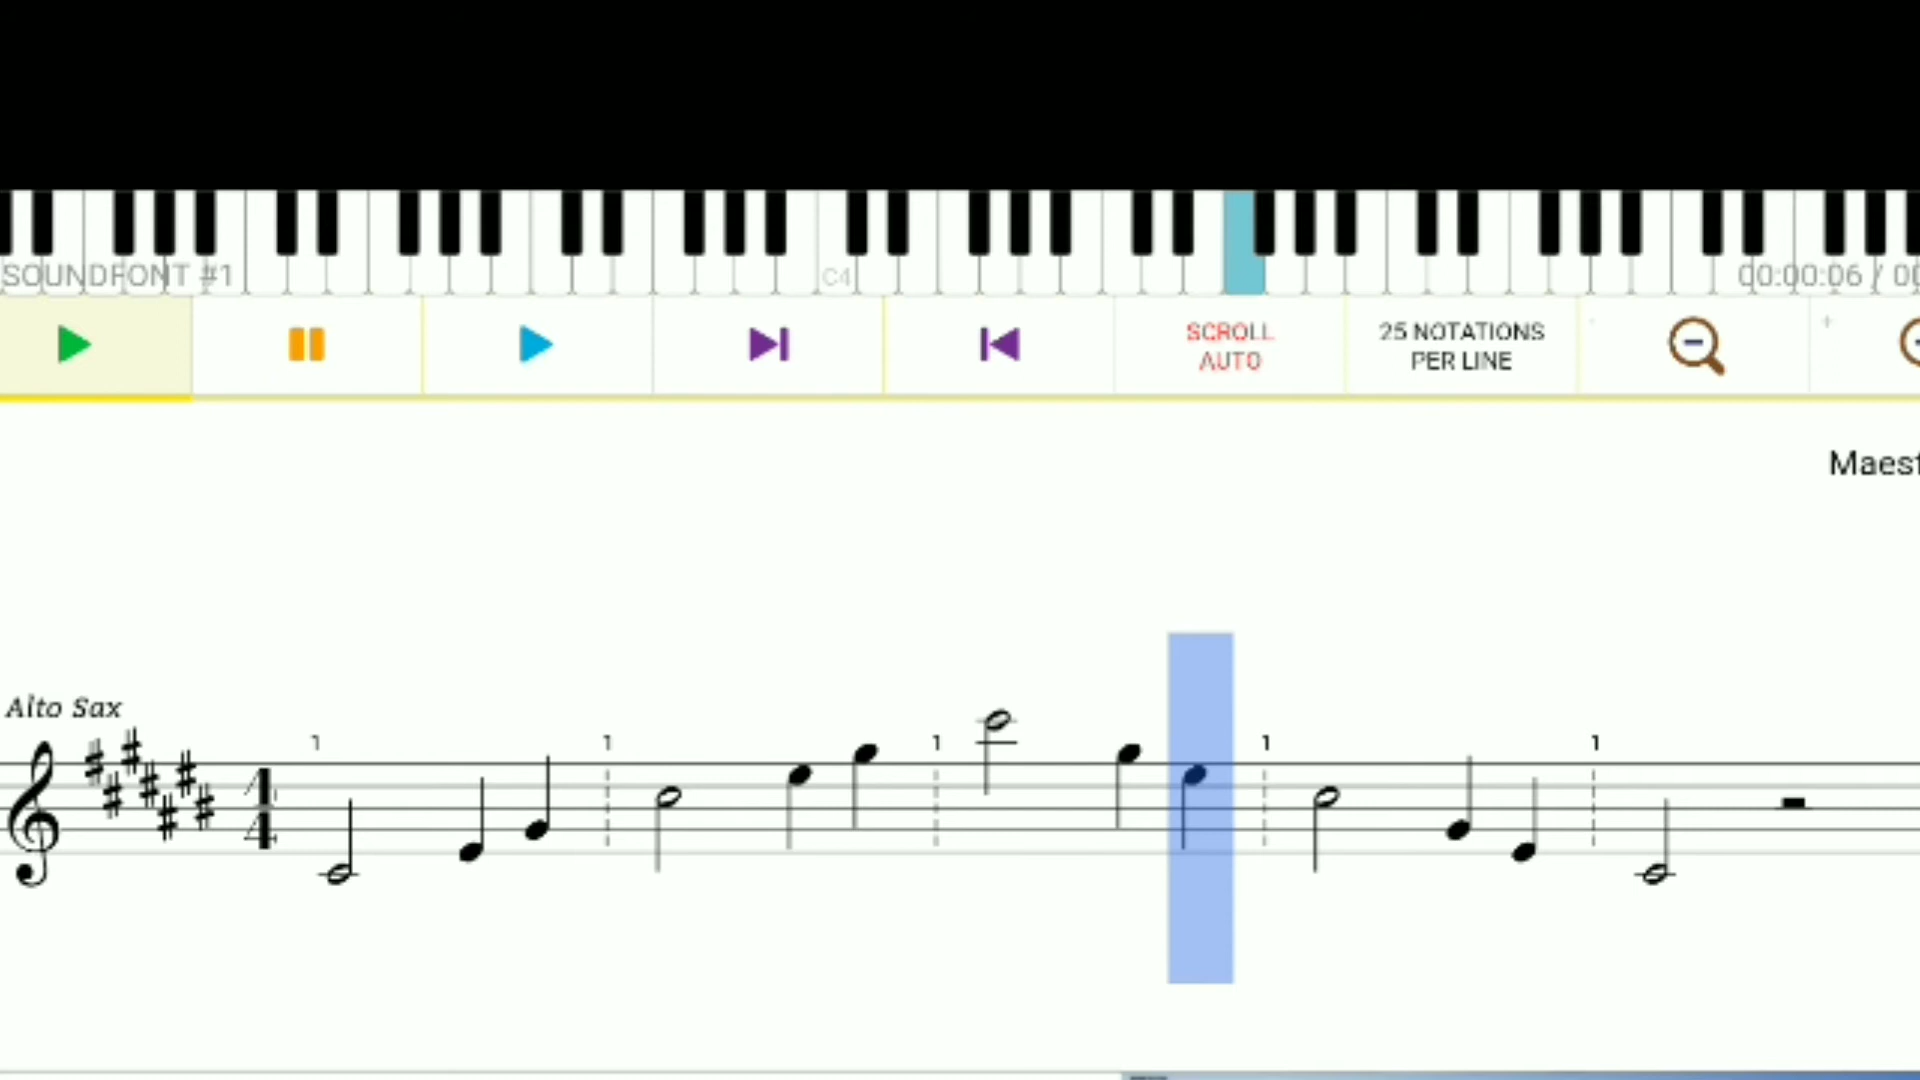 SOUNDFONT #1
C4
00:00:06 / 00
SCROLL
AUTO
25 NOTATIONS
PER LINE
Maest
Alto Sax
1 1 1 1 1